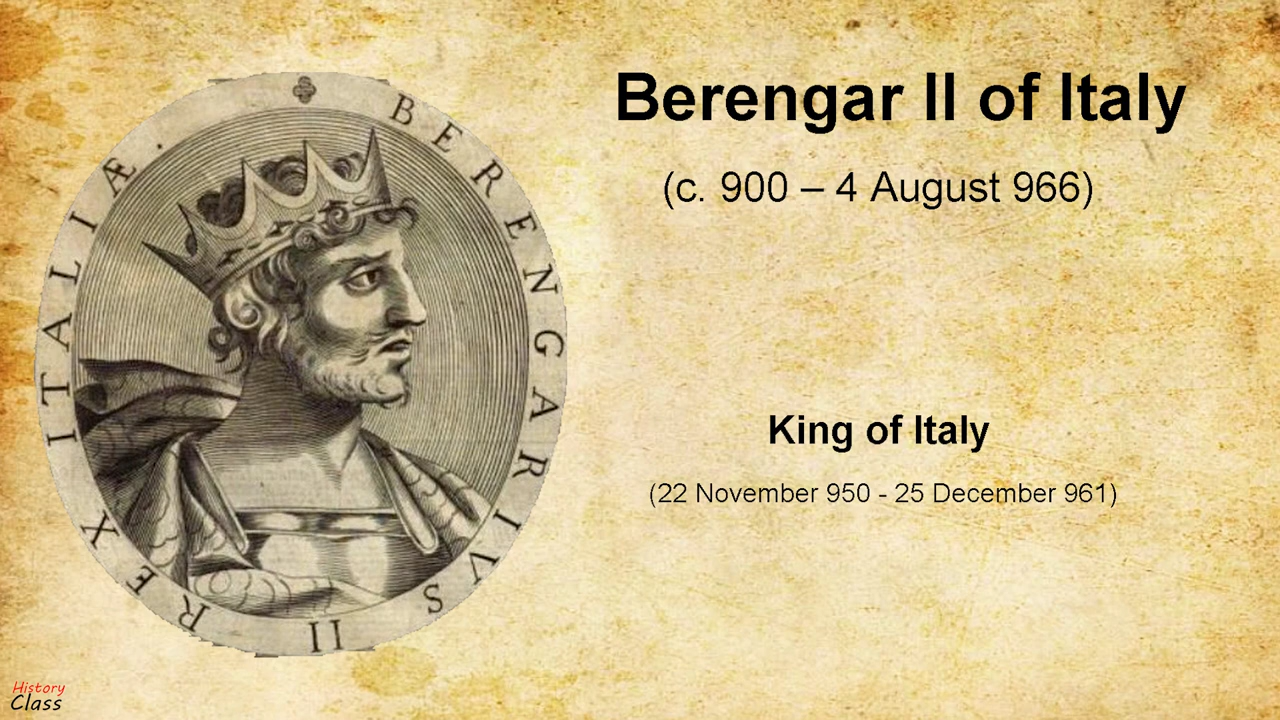 BERENGARIVS II REX ITALIÆ.
Berengar II of Italy
(c. 900 – 4 August 966)
King of Italy
(22 November 950 - 25 December 961)
History
Class